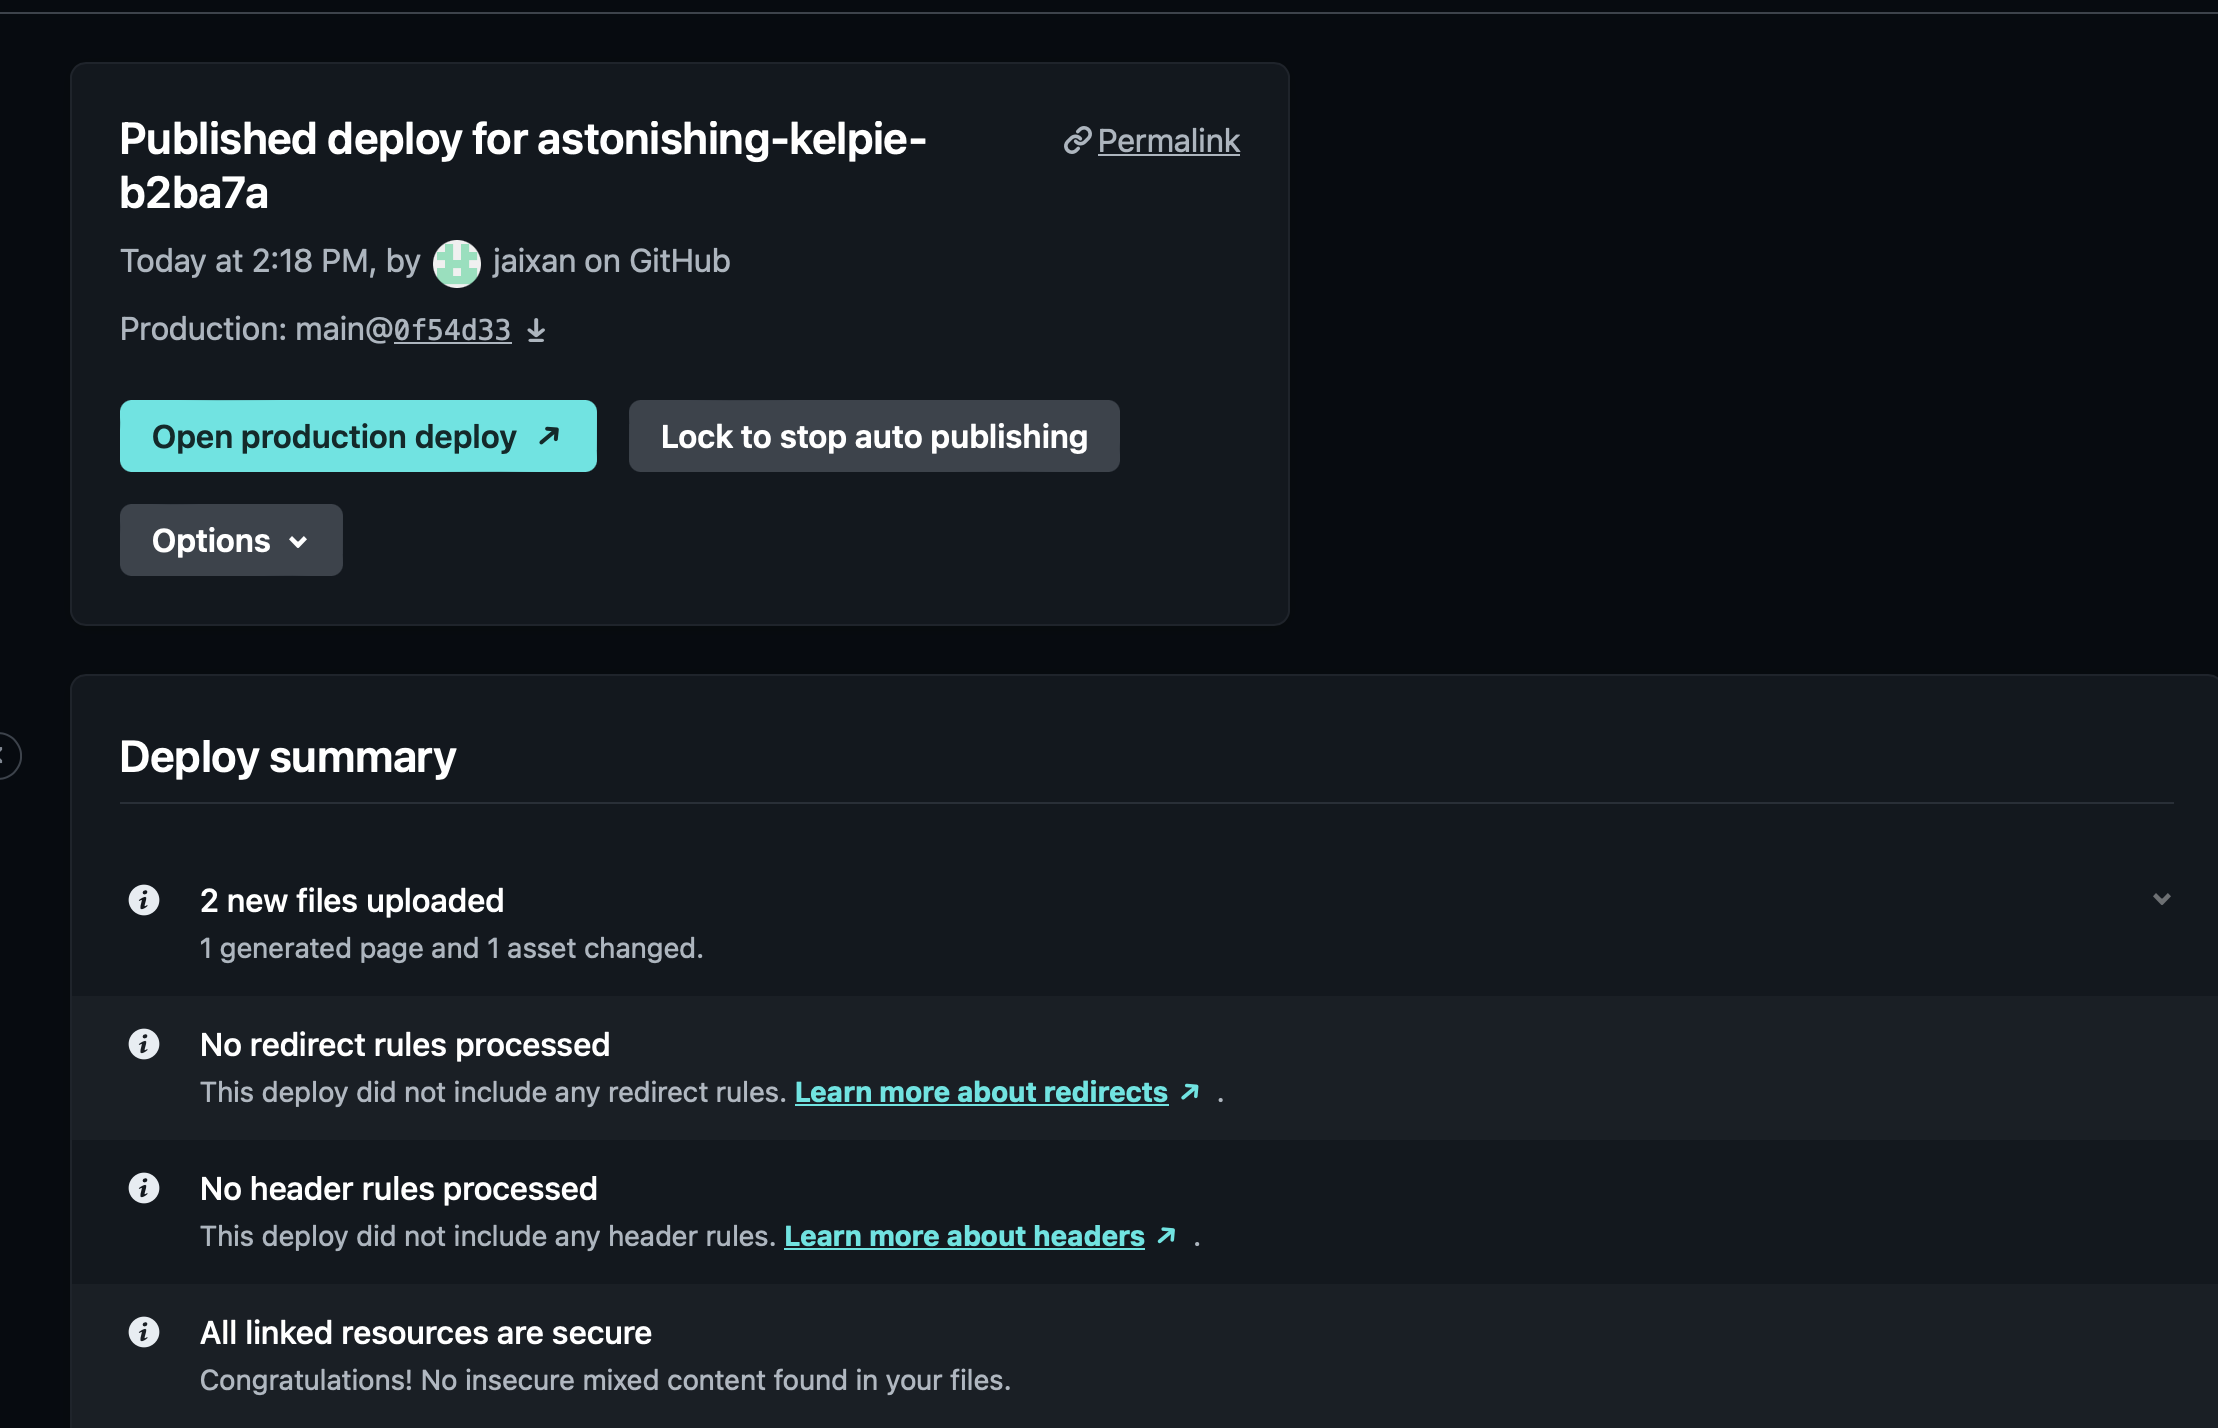 Published deploy for astonishing-kelpie-
b2ba7a
Permalink
Today at 2:18 PM, by jaixan on GitHub
Production: main@0f54d33
Open production deploy
Lock to stop auto publishing
Options
Deploy summary
2 new files uploaded
1 generated page and 1 asset changed.
No redirect rules processed
This deploy did not include any redirect rules. Learn more about redirects .
No header rules processed
This deploy did not include any header rules. Learn more about headers .
All linked resources are secure
Congratulations! No insecure mixed content found in your files.